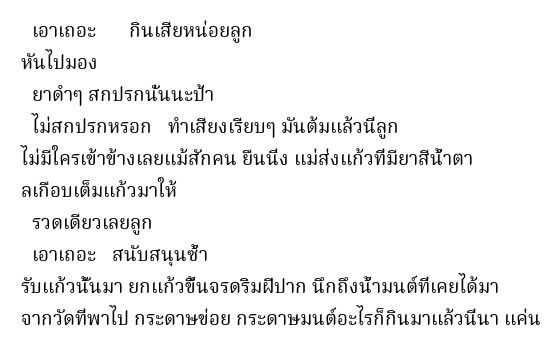 เอาเถอะ กินเสียหน่อยลูก
หันไปมอง
ยาดำๆ สกปรกนั่นนะป้า
ไม่สกปรกหรอก ทำเสียงเรียบๆ มันต้มแล้วนี่ลูก
ไม่มีใครเข้าข้างเลยแม้สักคน ยืนนิ่ง แม่ส่งแก้วที่มียาสีน้ำตา
ลเกือบเต็มแก้วมาให้
รวดเดียวเลยลูก
เอาเถอะ สนับสนุนซ้ำ
รับแก้วนั้นมา ยกแก้วขึ้นจรดริมฝีปาก นึกถึงน้ำมนต์ที่เคยได้มา
จากวัดที่พาไป กระดาษข่อย กระดาษมนต์อะไรก็กินมาแล้วนี่นา แค่น